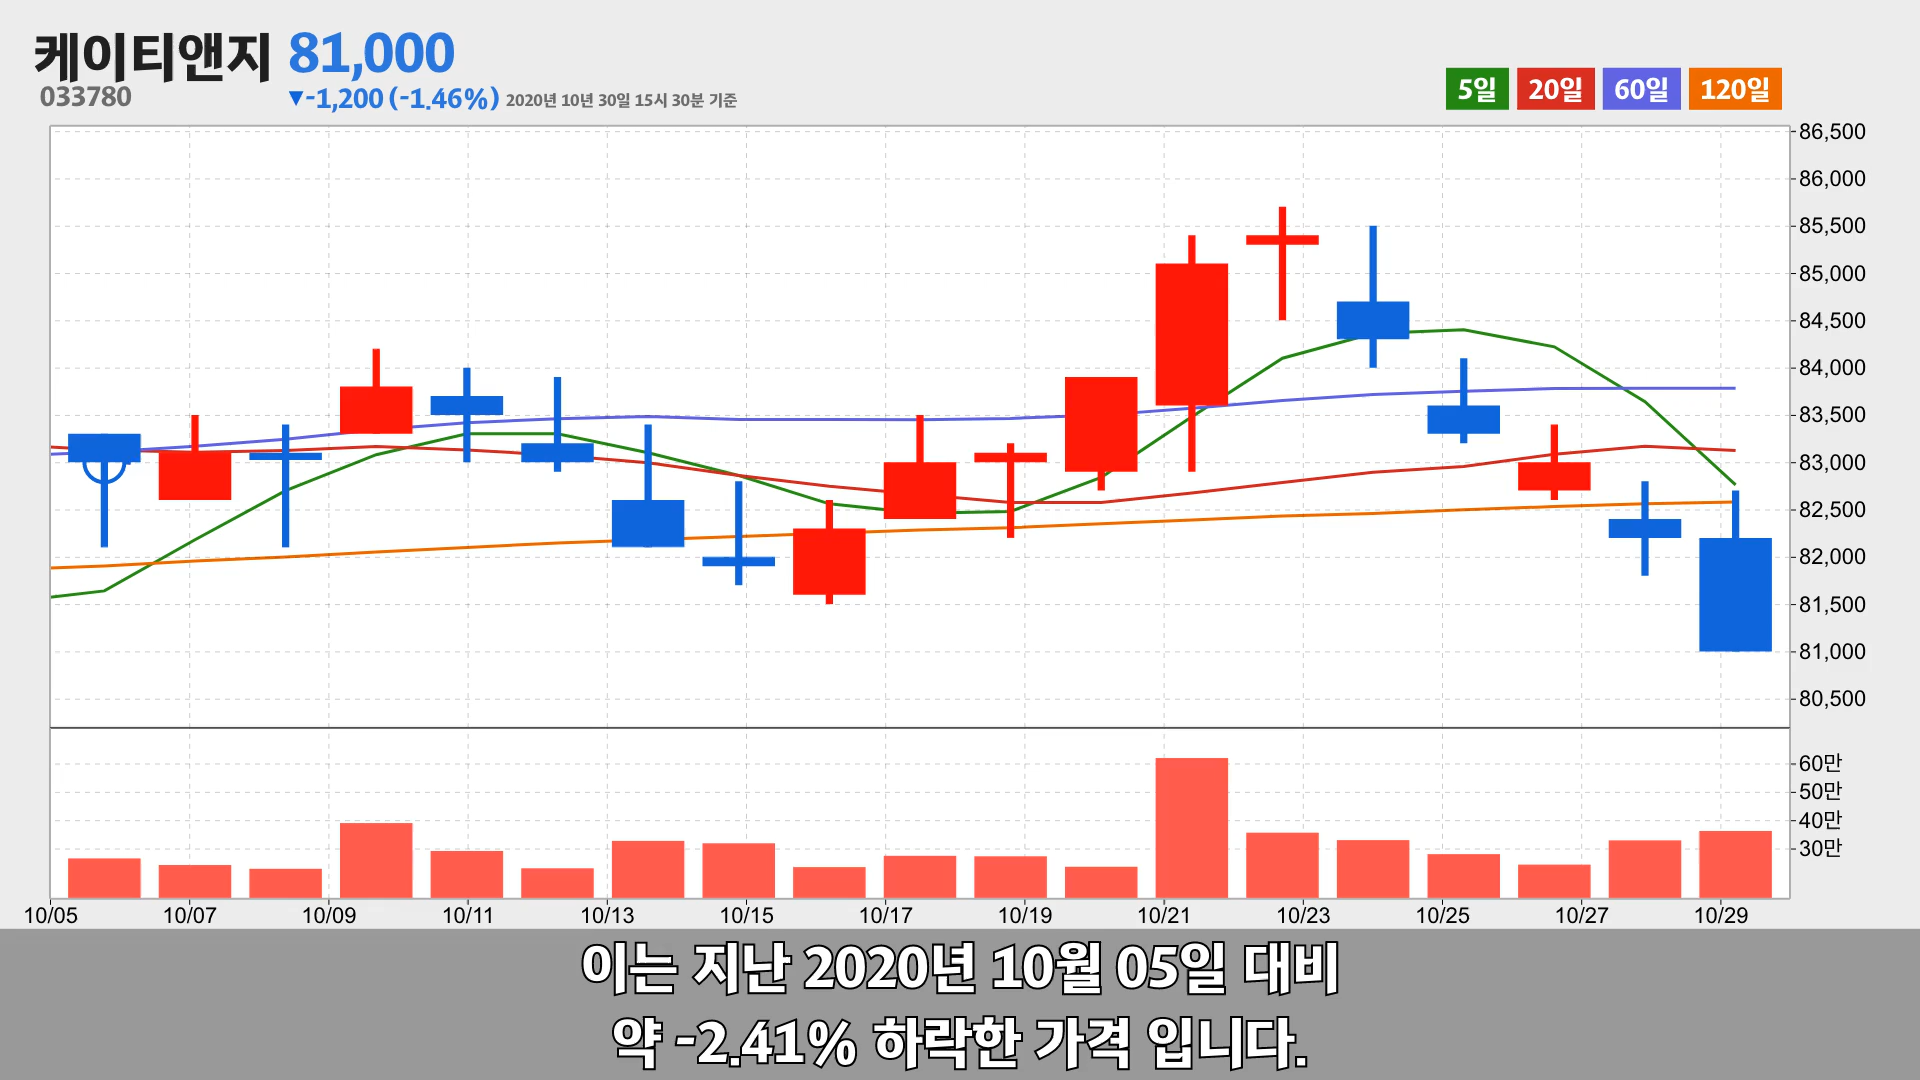 케이티앤지 81,000
033780 ▼-1,200 (-1.46%) 2020년 10년 30일 15시 30분 기준
5일 20일 60일 120일
86,500
86,000
85,500
85,000
84,500
84,000
83,500
83,000
82,500
82,000
81,500
81,000
80,500
60만
50만
40만
30만
10/05 10/07 10/09 10/11 10/13 10/15 10/17 10/19 10/21 10/23 10/25 10/27 10/29
이는 지난 2020년 10월 05일 대비
약 -2.41% 하락한 가격 입니다.